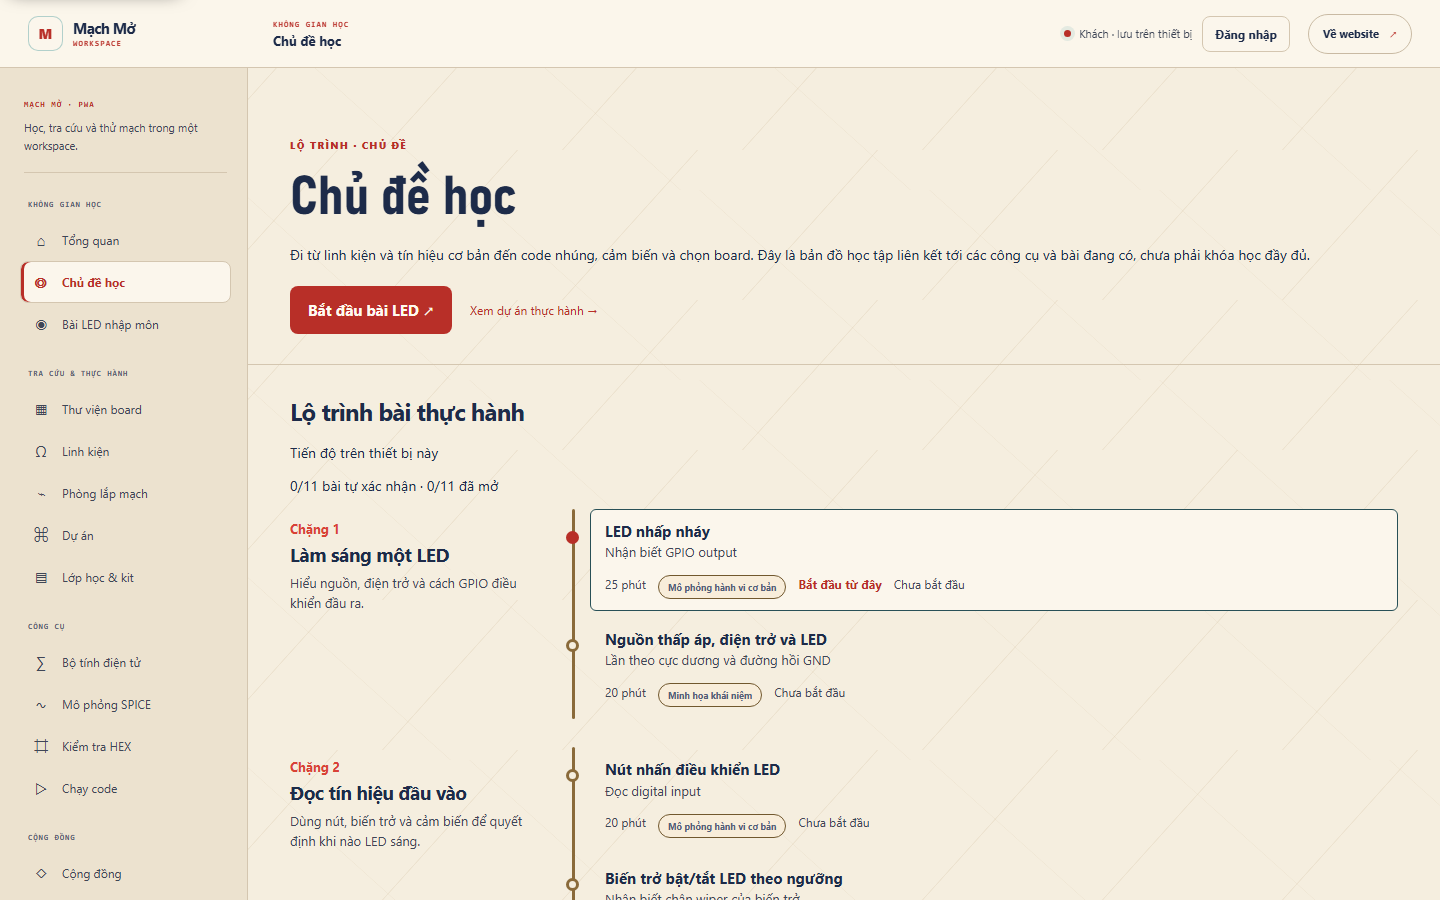 M
Mạch Mở
WORKSPACE
KHÔNG GIAN HỌC
Chủ đề học
Khách · lưu trên thiết bị
Đăng nhập
Về website ↗
MẠCH MỞ · PWA
Học, tra cứu và thử mạch trong một
workspace.
KHÔNG GIAN HỌC
Tổng quan
Chủ đề học
Bài LED nhập môn
TRA CỨU & THỰC HÀNH
Thư viện board
Linh kiện
Phòng lắp mạch
Dự án
Lớp học & kit
CÔNG CỤ
Bộ tính điện tử
Mô phỏng SPICE
Kiểm tra HEX
Chạy code
CỘNG ĐỒNG
Cộng đồng
LỘ TRÌNH · CHỦ ĐỀ
Chủ đề học
Đi từ linh kiện và tín hiệu cơ bản đến code nhúng, cảm biến và chọn board. Đây là bản đồ học tập liên kết tới các công cụ và bài đang có, chưa phải khóa học đầy đủ.
Bắt đầu bài LED ↗
Xem dự án thực hành →
Lộ trình bài thực hành
Tiến độ trên thiết bị này
0/11 bài tự xác nhận · 0/11 đã mở
Chặng 1
Làm sáng một LED
Hiểu nguồn, điện trở và cách GPIO điều
khiển đầu ra.
LED nhấp nháy
Nhận biết GPIO output
25 phút Mô phỏng hành vi cơ bản Bắt đầu từ đây Chưa bắt đầu
Nguồn thấp áp, điện trở và LED
Lần theo cực dương và đường hồi GND
20 phút Minh họa khái niệm Chưa bắt đầu
Chặng 2
Đọc tín hiệu đầu vào
Dùng nút, biến trở và cảm biến để quyết
định khi nào LED sáng.
Nút nhấn điều khiển LED
Đọc digital input
20 phút Mô phỏng hành vi cơ bản Chưa bắt đầu
Biến trở bật/tắt LED theo ngưỡng
Nhận biết chân wiper của biến trở